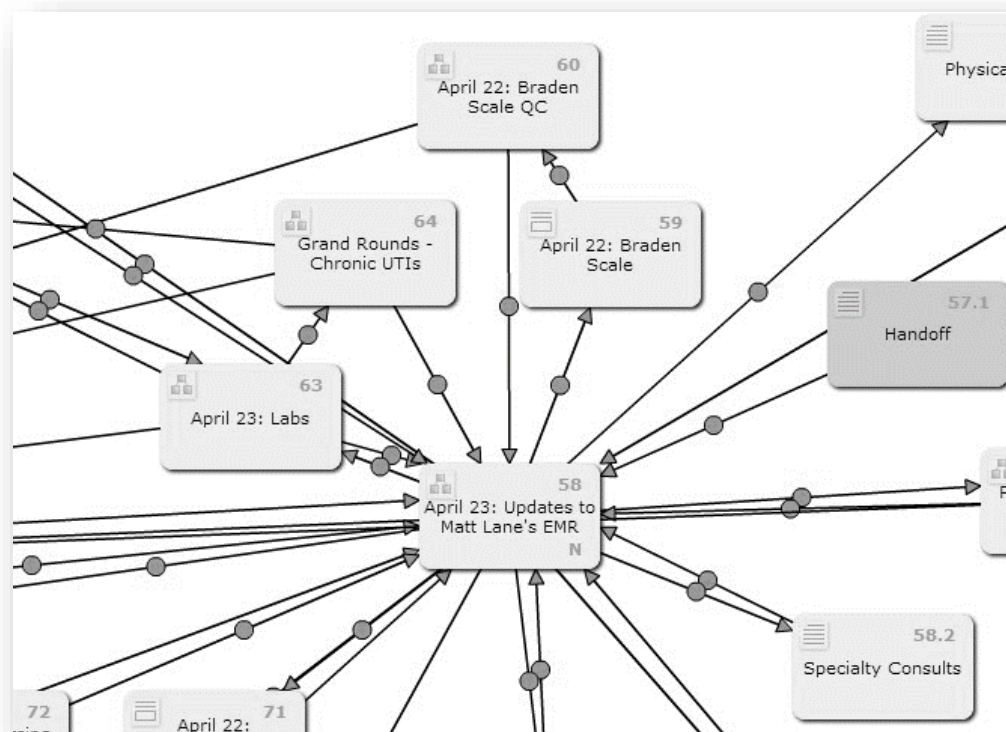 60
April 22: Braden
Scale QC
Physica
64
Grand Rounds -
Chronic UTIs
59
April 22: Braden
Scale
57.1
Handoff
63
April 23: Labs
58
April 23: Updates to
Matt Lane's EMR
N
58.2
Specialty Consults
72
71
April 22: